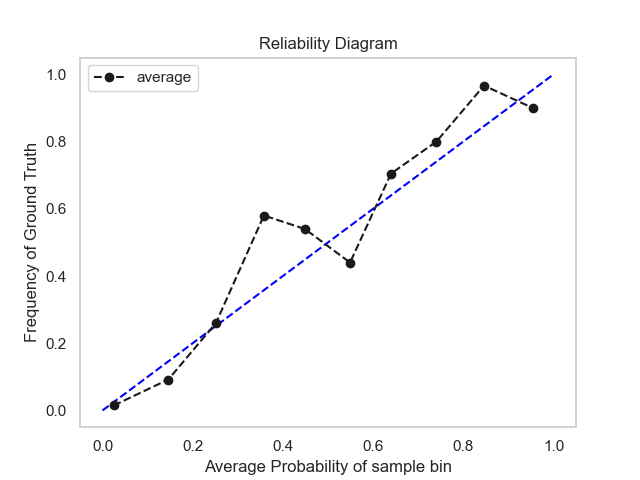 Reliability Diagram
average
Frequency of Ground Truth
1.0
0.8
0.6
0.4
0.2
0.0
0.0 0.2 0.4 0.6 0.8 1.0
Average Probability of sample bin